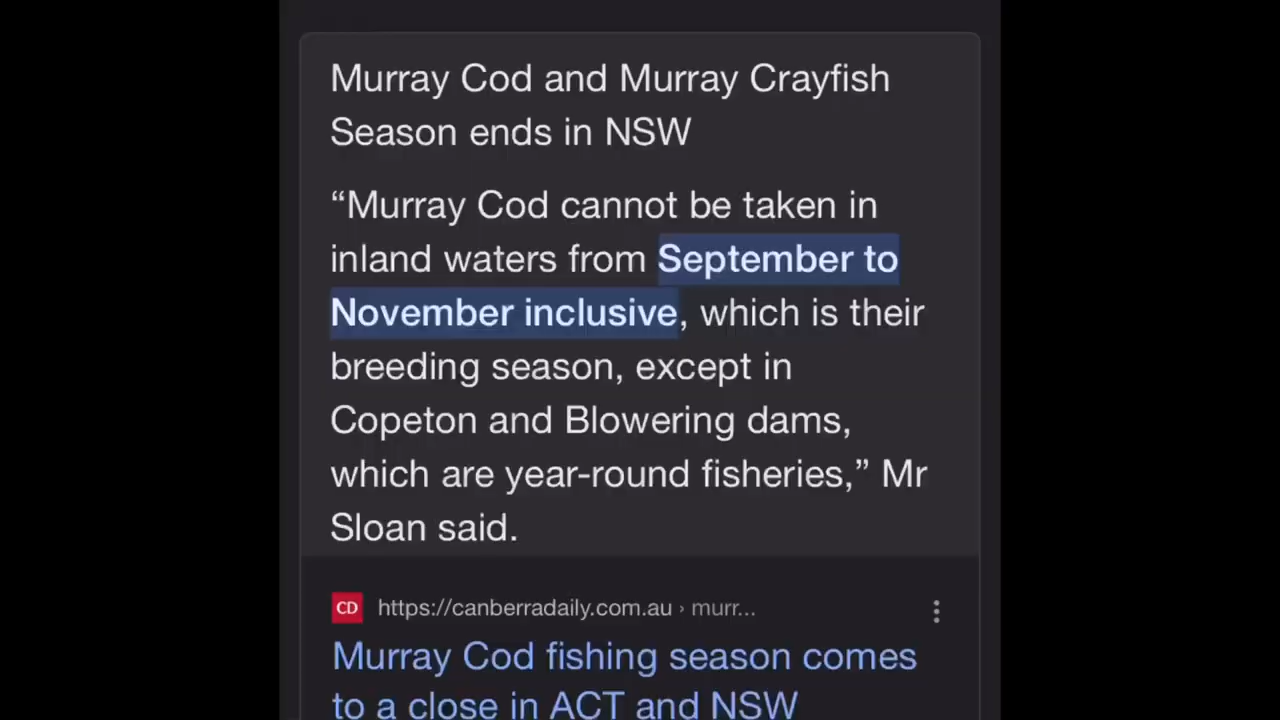 Murray Cod and Murray Crayfish
Season ends in NSW
“Murray Cod cannot be taken in
inland waters from September to
November inclusive, which is their
breeding season, except in
Copeton and Blowering dams,
which are year-round fisheries,” Mr
Sloan said.
CD https://canberradaily.com.au › murr...
Murray Cod fishing season comes
to a close in ACT and NSW